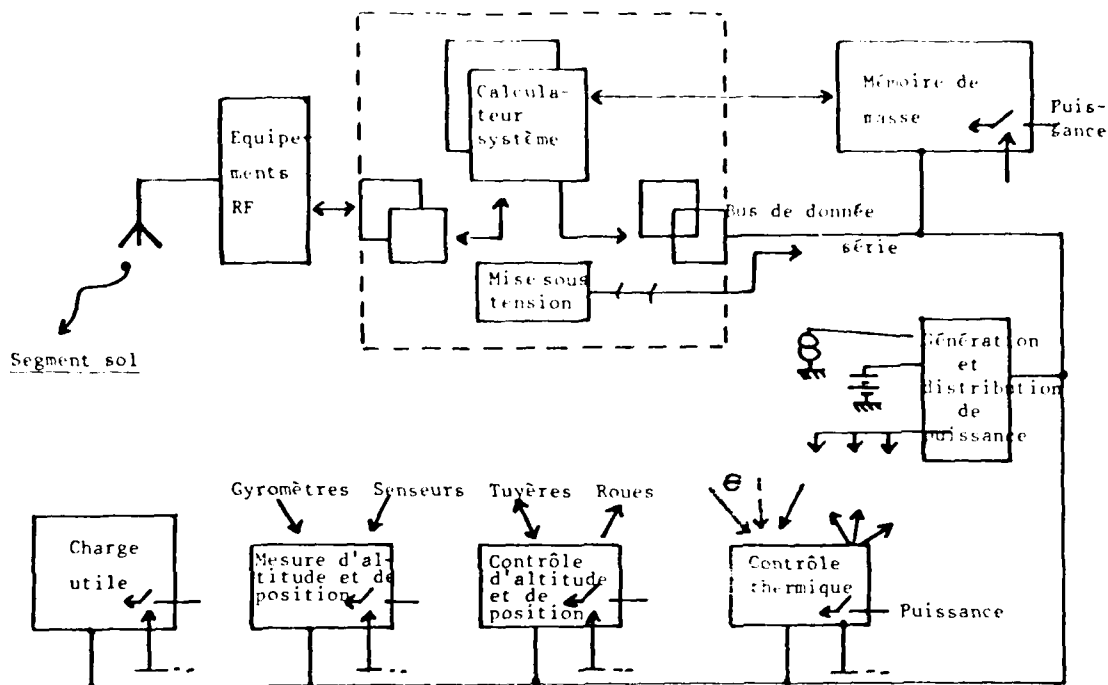 Calcula-
teur
système
Mémoire de
masse
Puis-
sance
Equipe-
ments
RF
Bus de donnée
série
Mise sous
tension
Segment sol
Génération
et
distribution
de
puissance
Gyromètres Senseurs Tuyères Roues
Θ i
Charge
utile
Mesure d'al-
titude et de
position
Contrôle
d'altitude
et de
position
Contrôle
thermique
Puissance